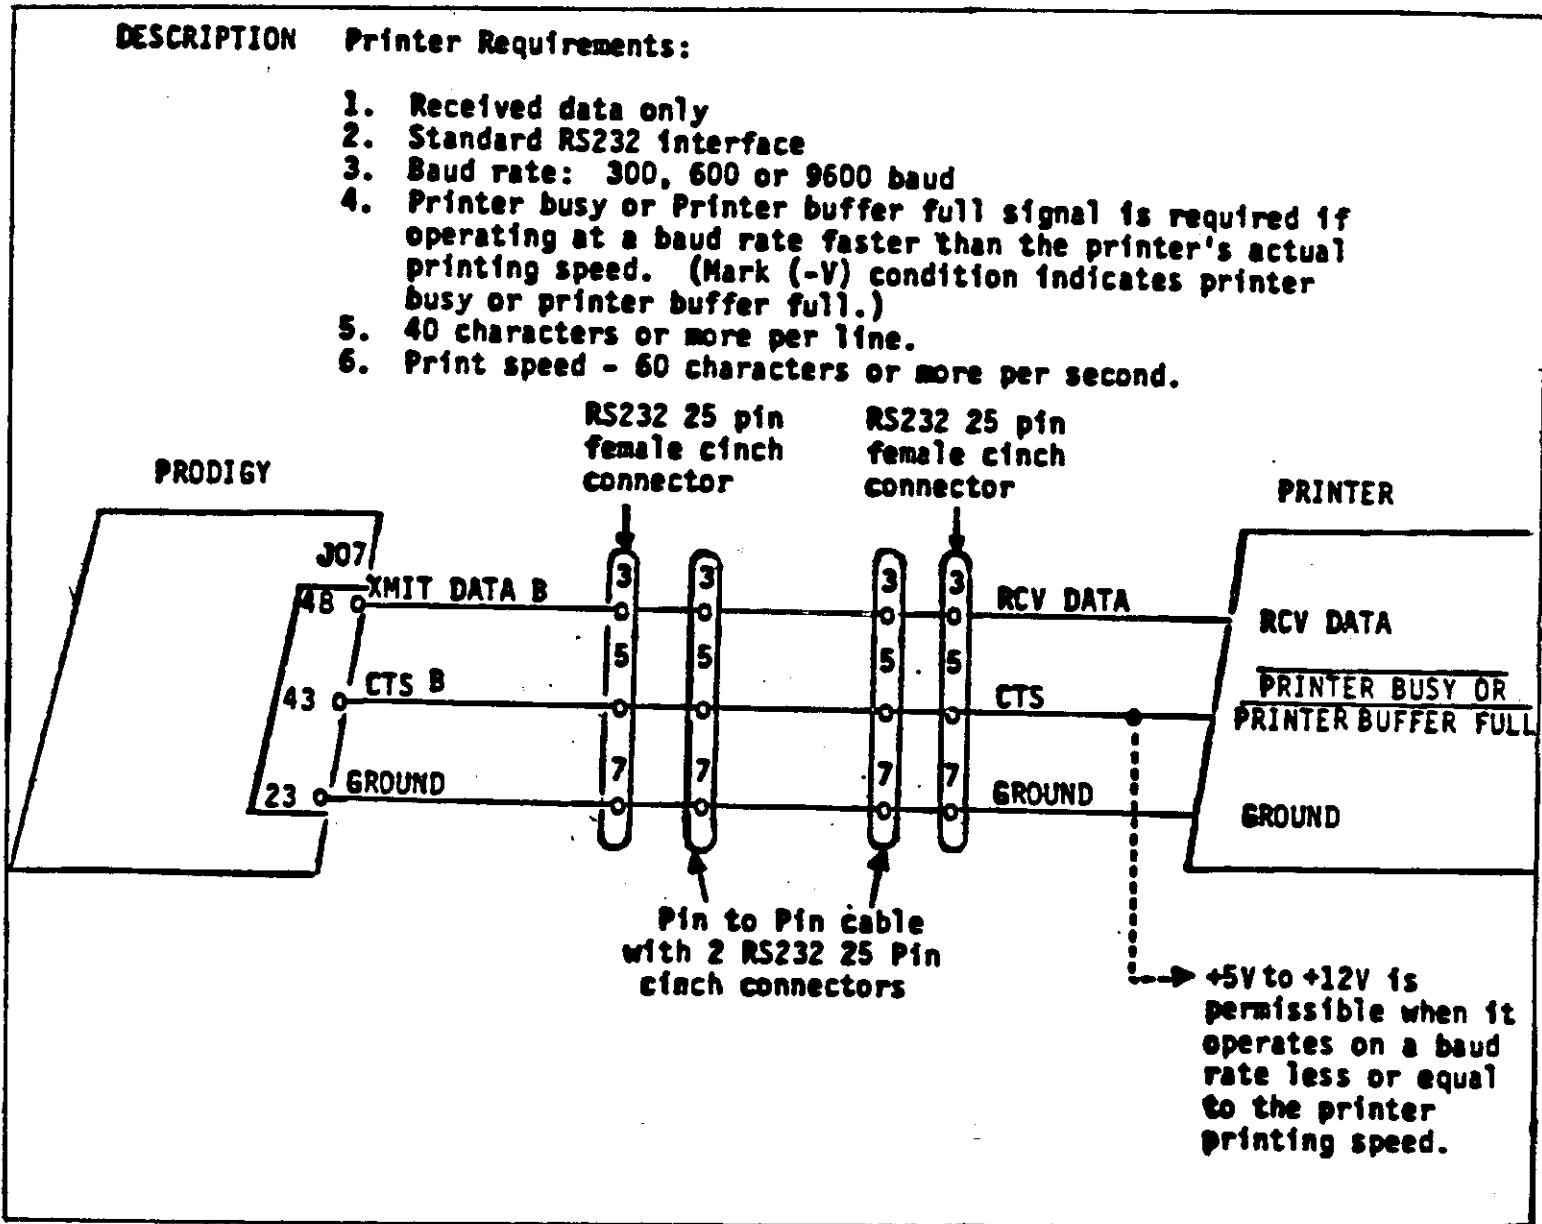 DESCRIPTION Printer Requirements:
1. Received data only
2. Standard RS232 interface
3. Baud rate: 300, 600 or 9600 baud
4. Printer busy or Printer buffer full signal is required if
operating at a baud rate faster than the printer's actual
printing speed. (Mark (-V) condition indicates printer
busy or printer buffer full.)
5. 40 characters or more per line.
6. Print speed - 60 characters or more per second.
RS232 25 pin
female cinch
connector
RS232 25 pin
female cinch
connector
PRODIGY
PRINTER
J07
48 XMIT DATA B 3 3 3 3 RCV DATA
RCV DATA
43 CTS B 5 5 5 5 CTS
PRINTER BUSY OR
PRINTER BUFFER FULL
23 GROUND 7 7 7 7 GROUND
GROUND
Pin to Pin cable
with 2 RS232 25 Pin
cinch connectors
+5V to +12V is
permissible when it
operates on a baud
rate less or equal
to the printer
printing speed.